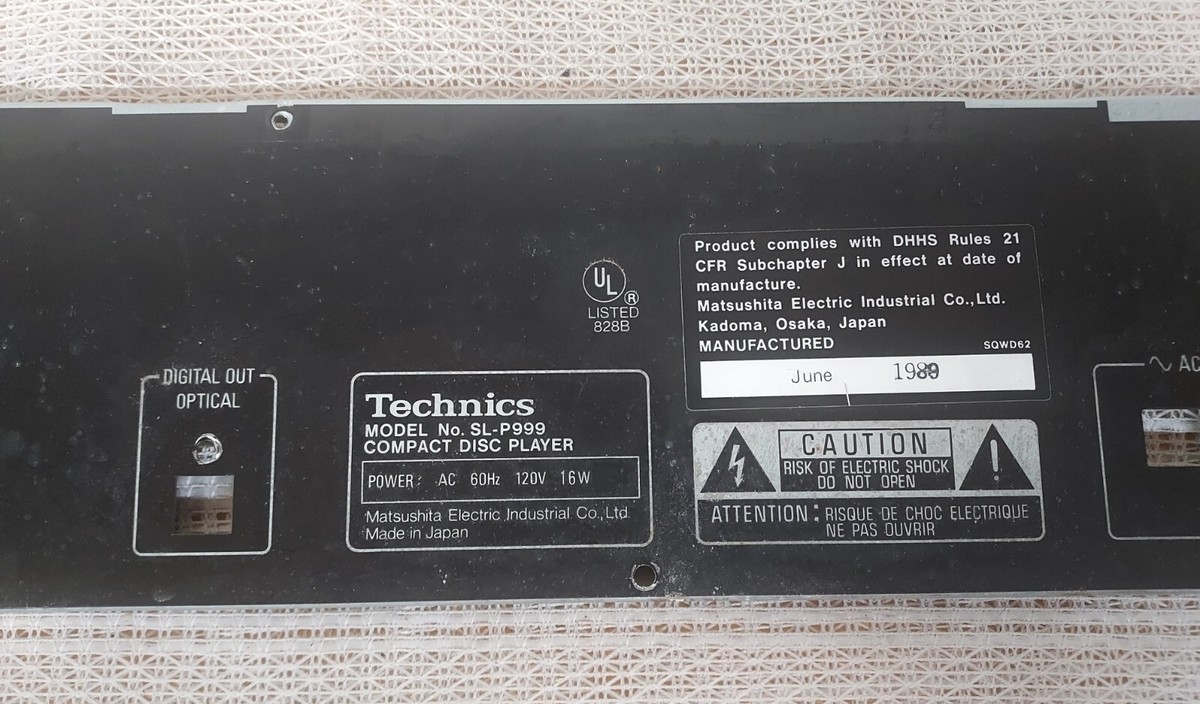 DIGITAL OUT
OPTICAL
Technics
MODEL No. SL-P999
COMPACT DISC PLAYER
POWER: AC 60Hz 120V 16W
Matsushita Electric Industrial Co., Ltd.
Made in Japan
UL ®
LISTED
828B
Product complies with DHHS Rules 21
CFR Subchapter J in effect at date of
manufacture.
Matsushita Electric Industrial Co., Ltd.
Kadoma, Osaka, Japan
MANUFACTURED SQWD62
June
CAUTION
RISK OF ELECTRIC SHOCK
DO NOT OPEN
ATTENTION: RISQUE DE CHOC ELECTRIQUE
NE PAS OUVRIR
∿ AC